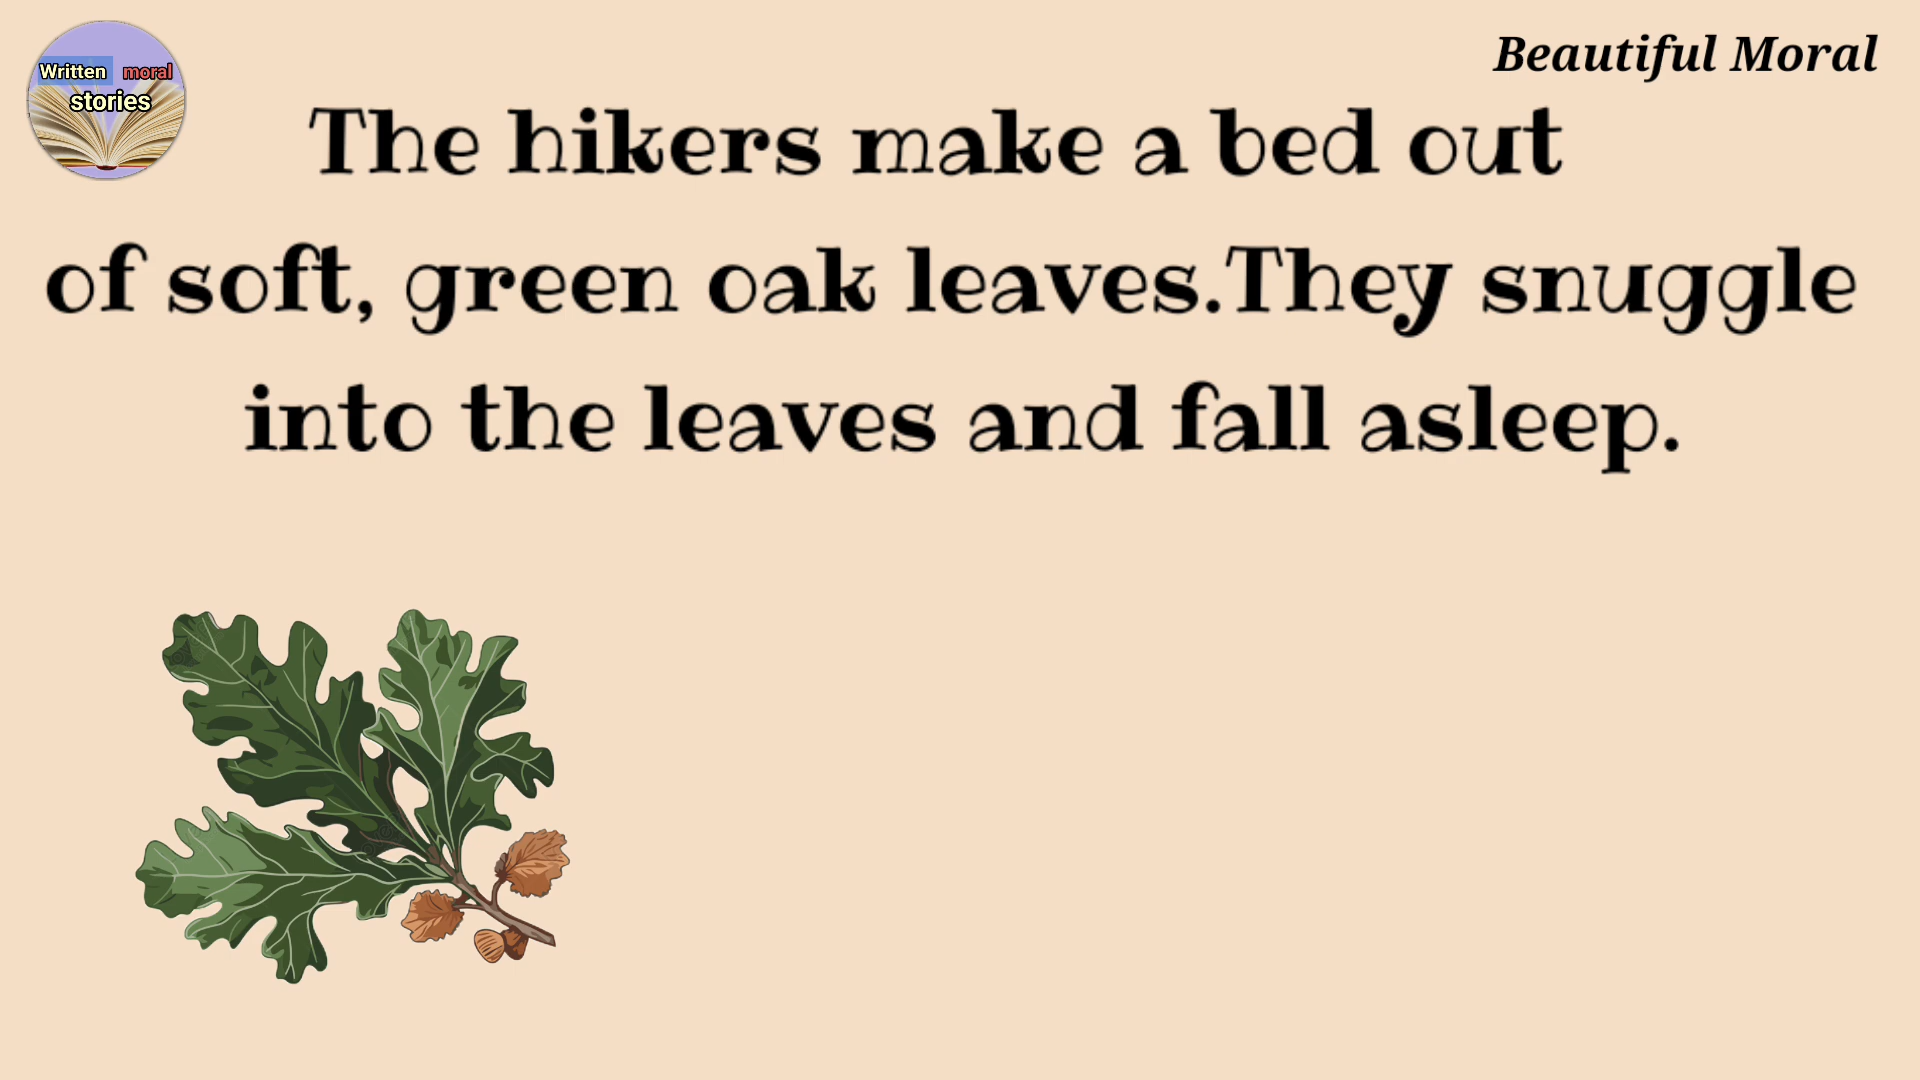 Written moral
stories
Beautiful Moral
The hikers make a bed out
of soft, green oak leaves.They snuggle
into the leaves and fall asleep.